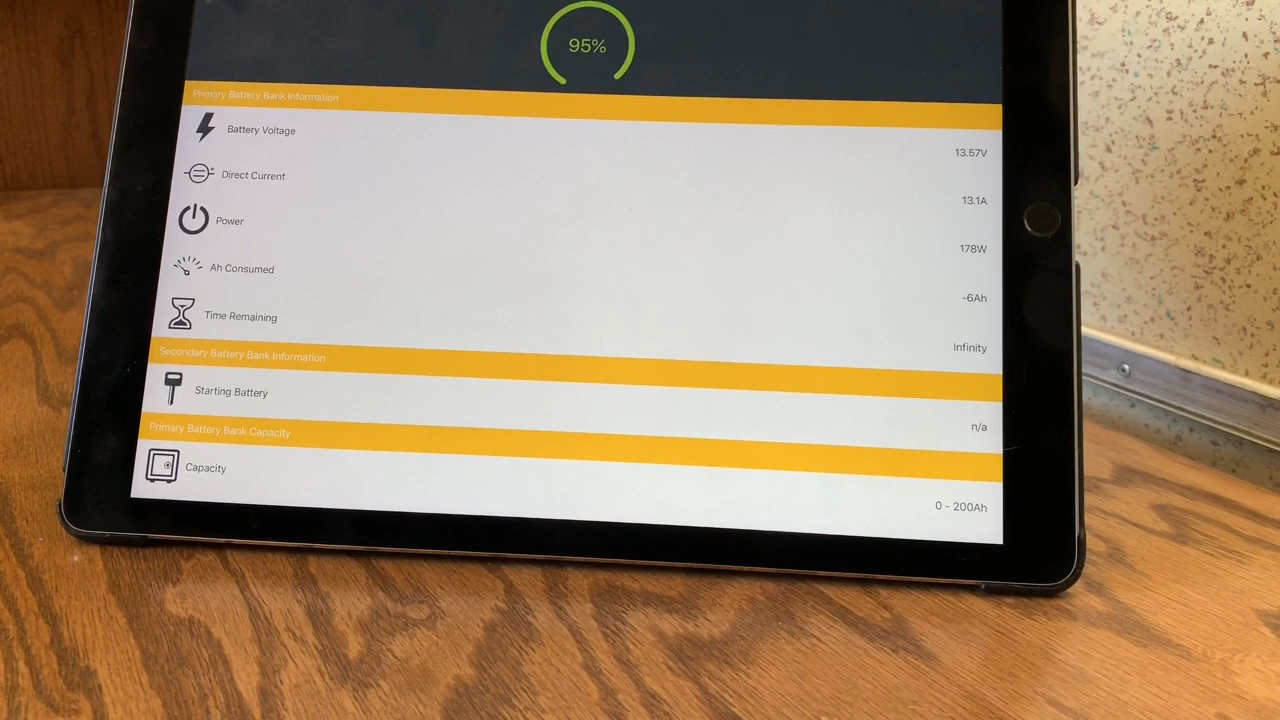 95%
Primary Battery Bank Information
Battery Voltage 13.57V
Direct Current 13.1A
Power 178W
Ah Consumed -6Ah
Time Remaining Infinity
Secondary Battery Bank Information
Starting Battery n/a
Primary Battery Bank Capacity
Capacity 0 - 200Ah